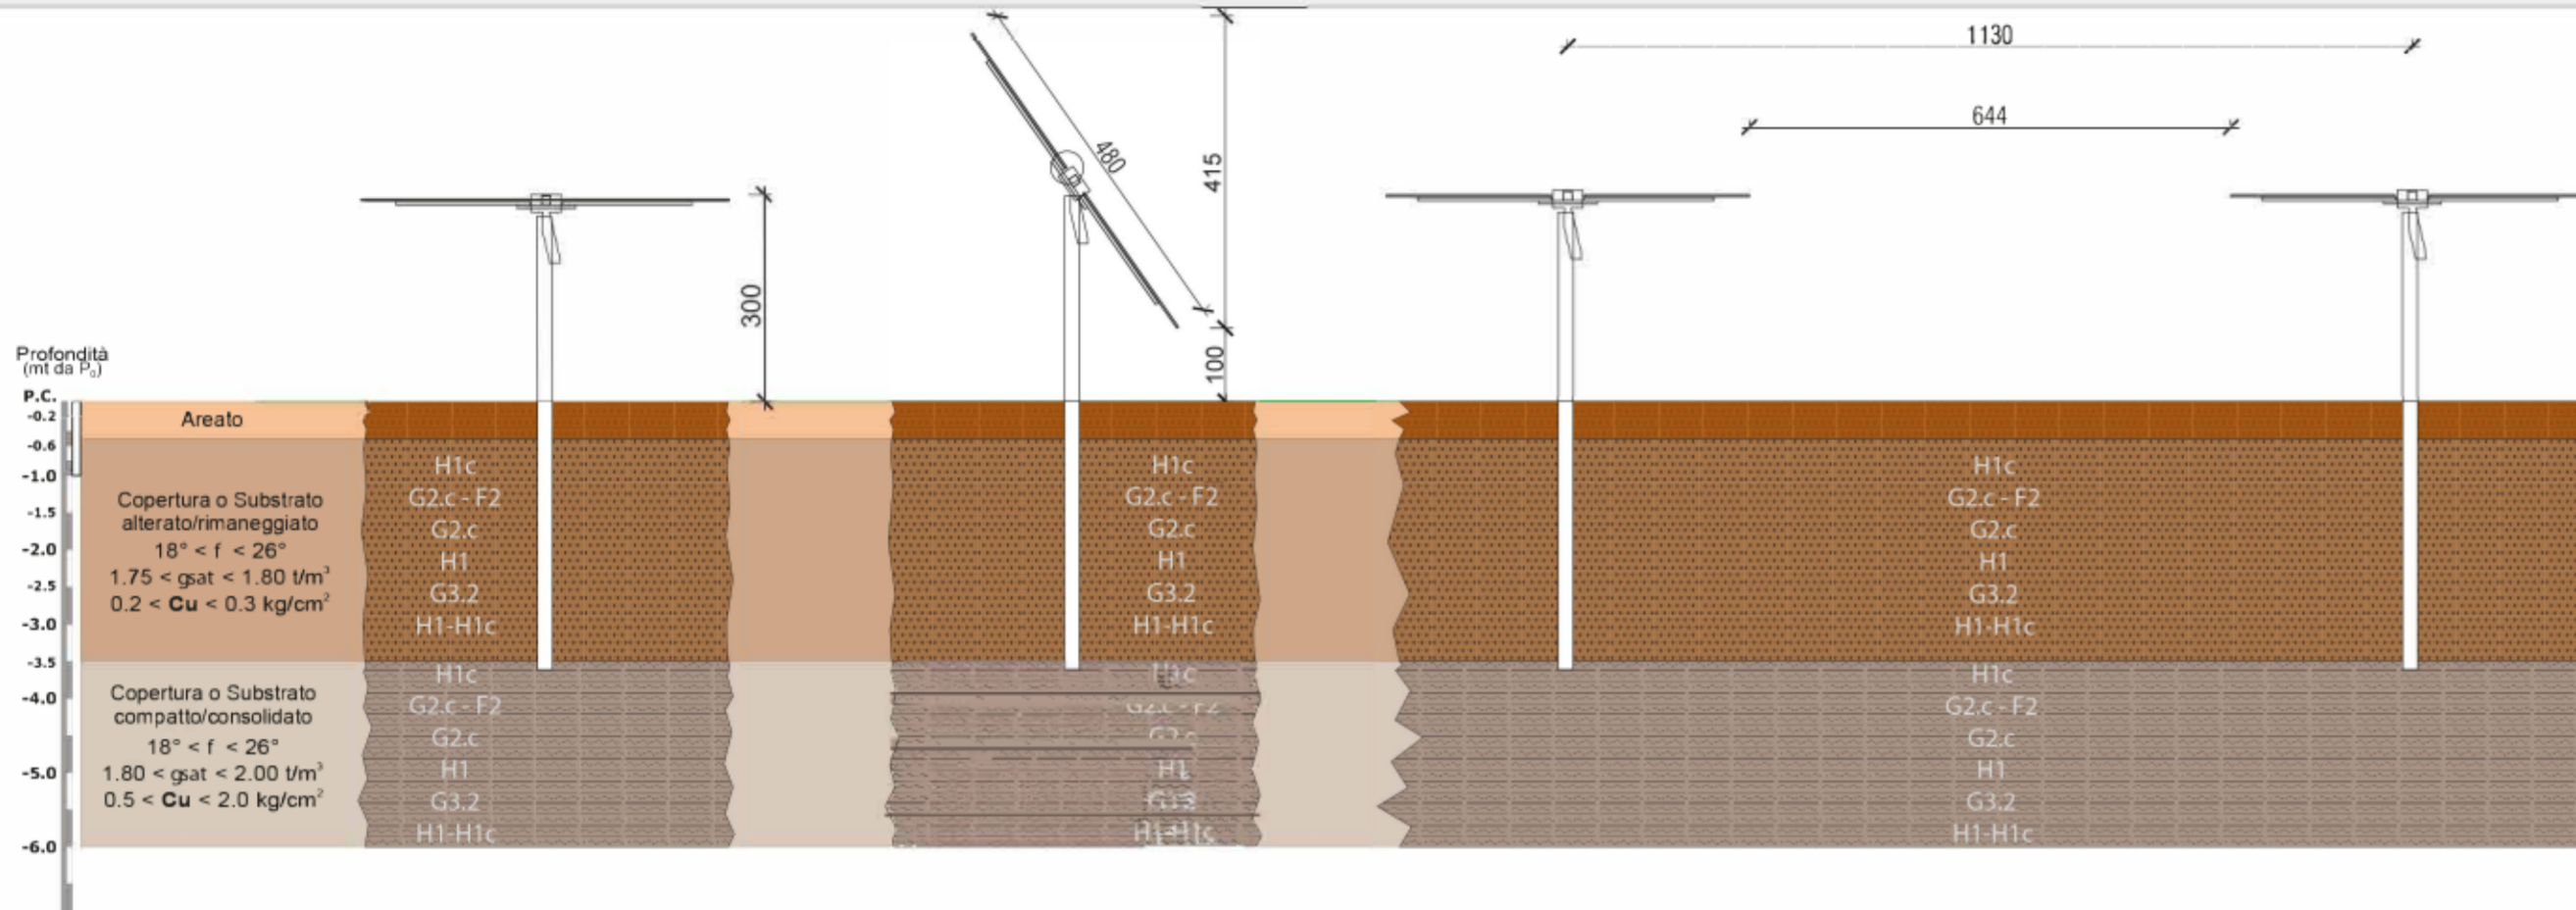 1130
644
480
415
300
100
Profondità
(mt da P₀)
P.C.
-0.2
-0.6
-1.0
-1.5
-2.0
-2.5
-3.0
-3.5
-4.0
-5.0
-6.0
Areato
Copertura o Substrato
alterato/rimaneggiato
18° < f < 26°
1.75 < gsat < 1.80 t/m³
0.2 < Cu < 0.3 kg/cm²
Copertura o Substrato
compatto/consolidato
18° < f < 26°
1.80 < gsat < 2.00 t/m³
0.5 < Cu < 2.0 kg/cm²
H1c
G2.c - F2
G2.c
H1
G3.2
H1-H1c
H1c
G2.c - F2
G2.c
H1
G3.2
H1-H1c
H1c
G2.c - F2
G2.c
H1
G3.2
H1-H1c
H1
G3.2
H1-H1c
H1c
G2.c - F2
G2.c
H1
G3.2
H1-H1c
H1c
G2.c - F2
G2.c
H1
G3.2
H1-H1c